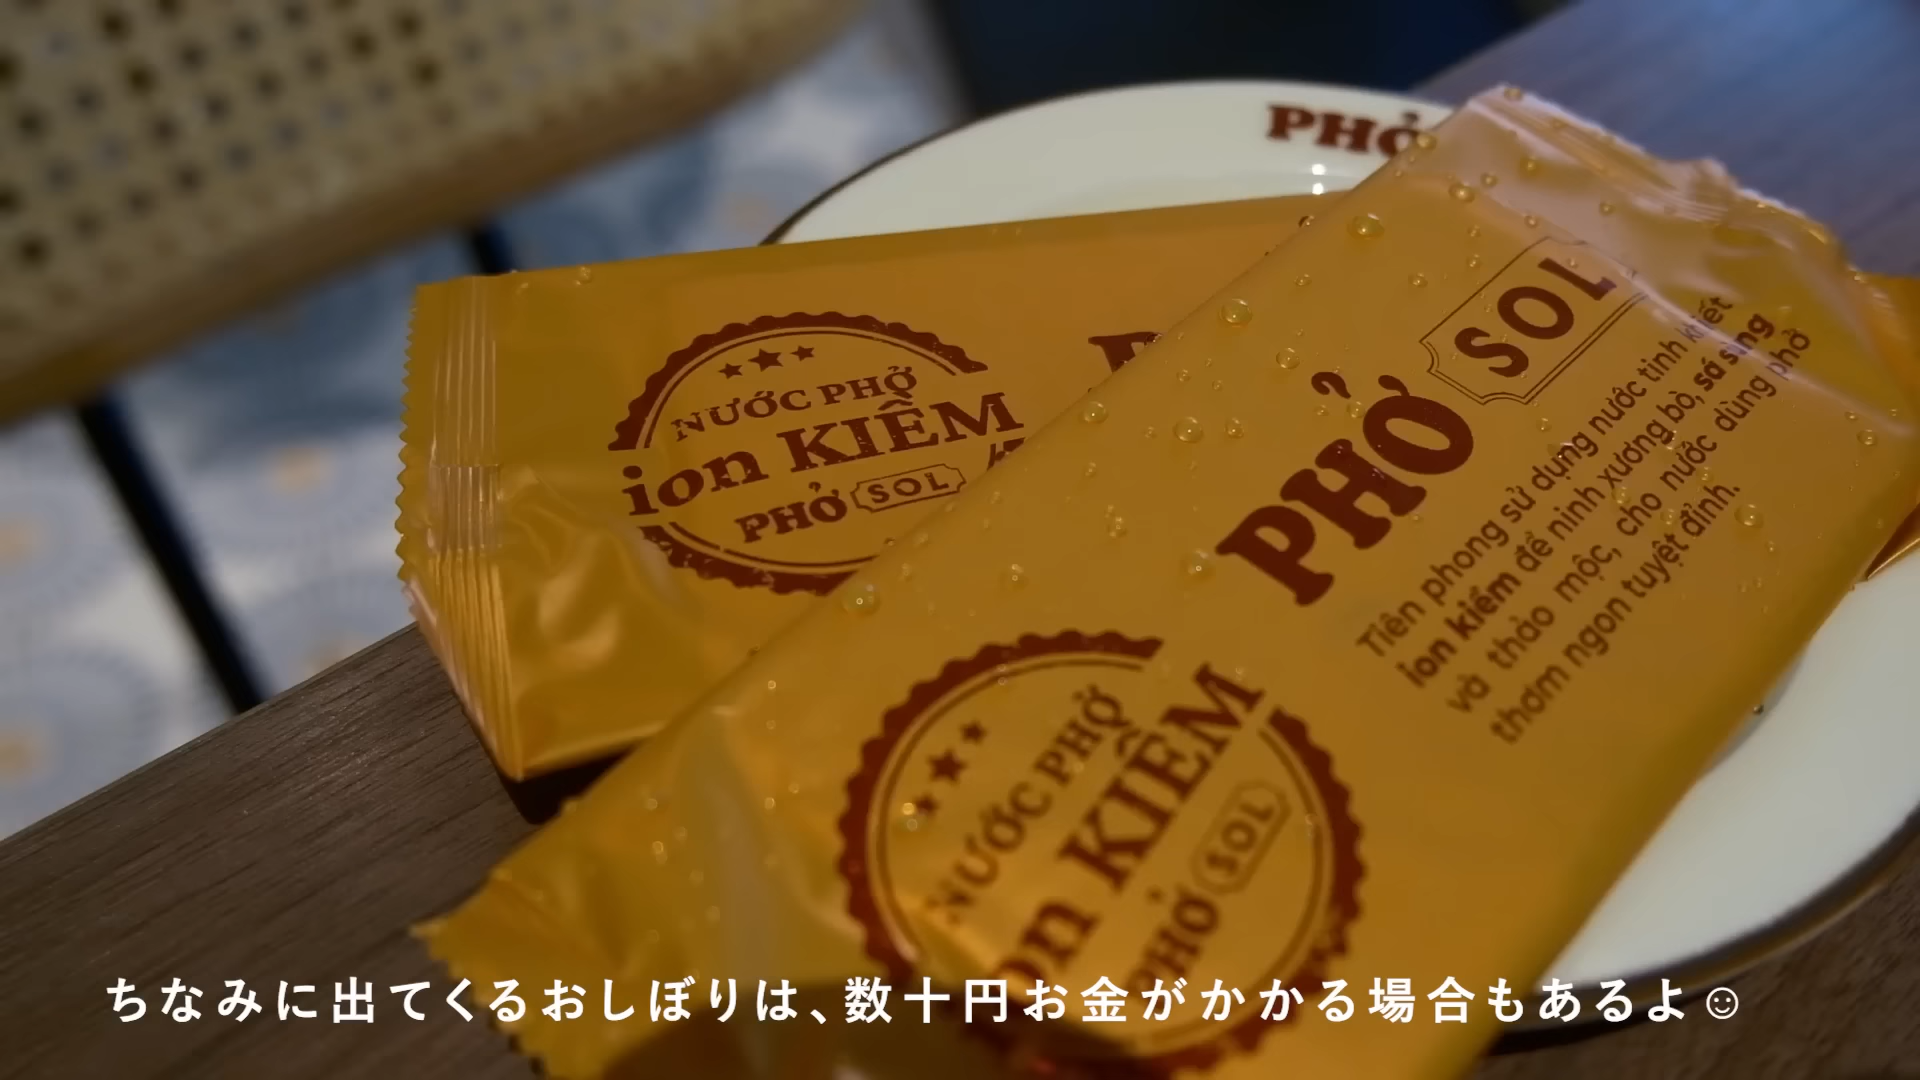 PHỞ
NƯỚC PHỞ
ion KIỀM
PHỞ SOL
PHỞ SOL
Tiên phong sử dụng nước tinh khiết
ion kiềm để ninh xương bò, sá sùng
và thảo mộc, cho nước dùng phở
thơm ngon tuyệt đỉnh.
NƯỚC PHỞ
ion KIỀM
PHỞ SOL
ちなみに出てくるおしぼりは、数十円お金がかかる場合もあるよ☺